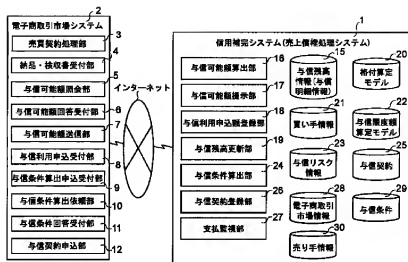 2
電子商取引市場システム
売買契約処理部
3
納品・検収書受付部
4
与信可能額照会部
5
与信可能額回答受付部
6
与信可能額送信部
7
与信利用申込受付部
8
与信条件算出申込受付部
9
与信条件算出依頼部
10
与信条件回答受付部
11
与信契約申込部
12
インターネット
1
信用補完システム(売上債権処理システム)
与信可能額算出部
16
与信可能額提示部
17
与信利用申込額登録部
18
与信残高更新部
19
与信条件算出部
24
与信契約登録部
26
支払監視部
27
15
与信残高情報(与信明細情報)
20
格付算定モデル
21
買い手情報
22
与信限度額算定モデル
23
与信リスク情報
25
与信契約
28
電子商取引市場情報
29
与信条件
30
売り手情報